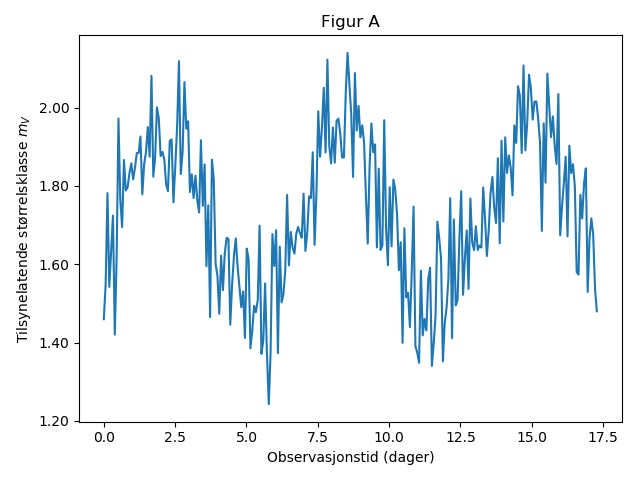 Figur A
Tilsynelatende størrelsklasse $m_V$
2.00
1.80
1.60
1.40
1.20
0.0 2.5 5.0 7.5 10.0 12.5 15.0 17.5
Observasjonstid (dager)